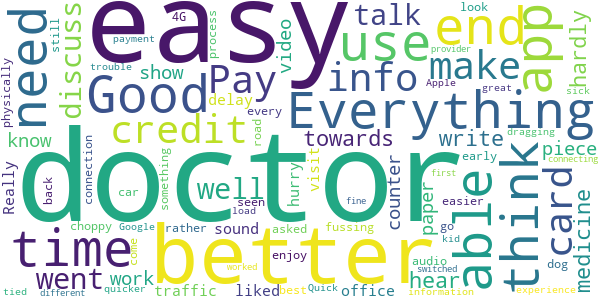 4G process easy look end
payment still
trouble
physically need discuss show video talk
Good Pay use info make app hardly
delay every Apple great provider sick
credit road Everything
know towards write dragging
Really connection doctor counter early piece connecting
back something well visit hurry paper easier
car seen load fine able think card medicine
choppy Google rather sound asked fussing hear go kid first
time better audio dog
come enjoy switched
went work traffic liked best Quick office information experience
tied different quicker worked